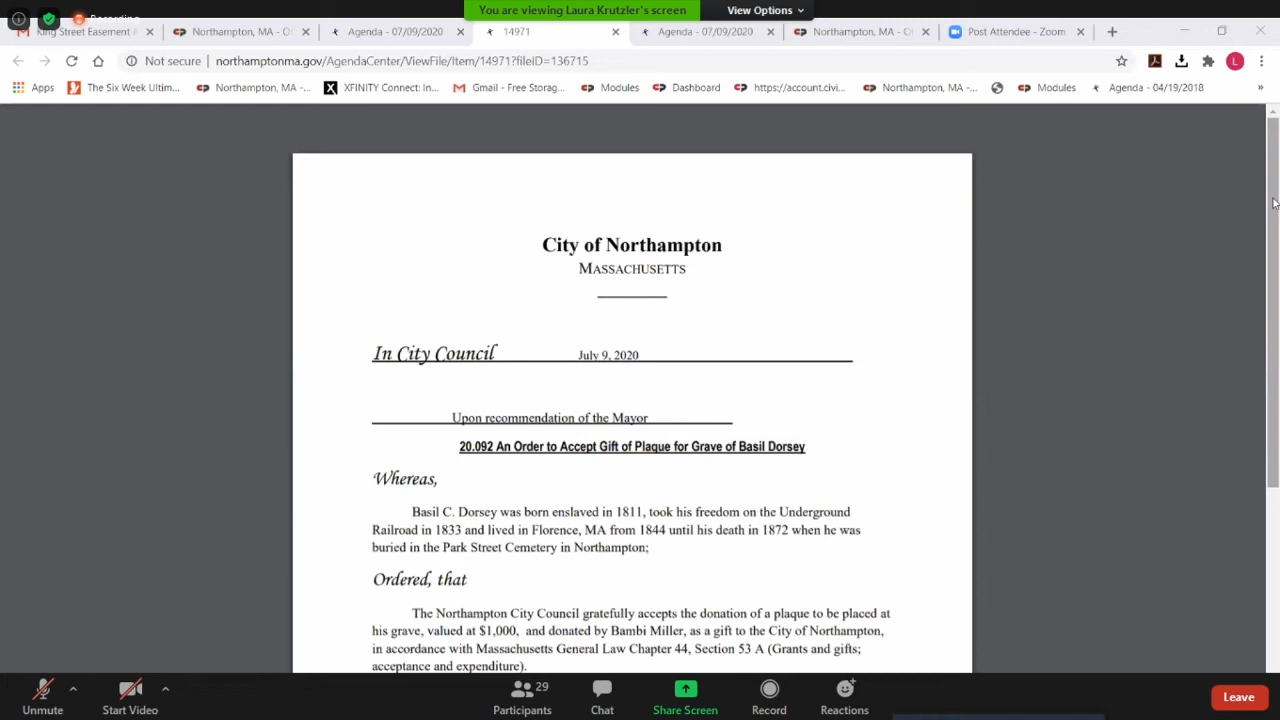 Recording
You are viewing Laura Krutzler's screen
View Options
King Street Easement
Northampton, MA - O
Agenda - 07/09/2020
14971
Agenda - 07/09/2020
Northampton, MA - O
Post Attendee - Zoom
Not secure
northamptonma.gov/AgendaCenter/ViewFile/Item/14971?fileID=136715
L
Apps
The Six Week Ultim...
Northampton, MA -...
XFINITY Connect: In...
Gmail - Free Storag...
Modules
Dashboard
https://account.civi...
Northampton, MA -...
Modules
Agenda - 04/19/2018
»
City of Northampton
MASSACHUSETTS
In City Council July 9, 2020
Upon recommendation of the Mayor
20.092 An Order to Accept Gift of Plaque for Grave of Basil Dorsey
Whereas,
Basil C. Dorsey was born enslaved in 1811, took his freedom on the Underground
Railroad in 1833 and lived in Florence, MA from 1844 until his death in 1872 when he was
buried in the Park Street Cemetery in Northampton;
Ordered, that
The Northampton City Council gratefully accepts the donation of a plaque to be placed at
his grave, valued at $1,000, and donated by Bambi Miller, as a gift to the City of Northampton,
in accordance with Massachusetts General Law Chapter 44, Section 53 A (Grants and gifts;
acceptance and expenditure).
29
Unmute
Start Video
Participants
Chat
Share Screen
Record
Reactions
Leave